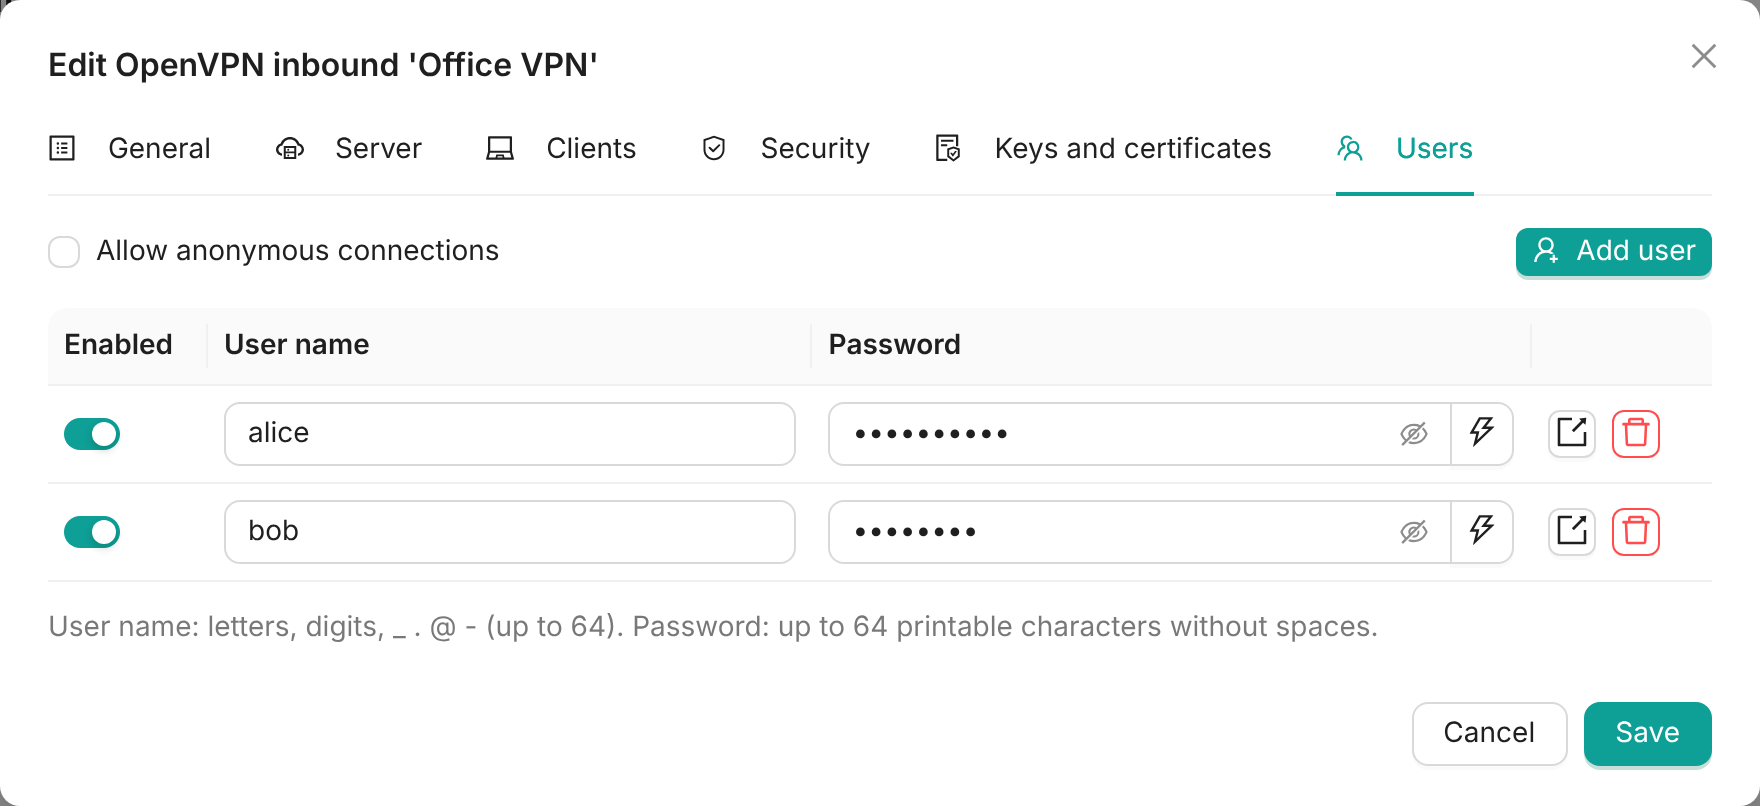 Edit OpenVPN inbound 'Office VPN'
General Server Clients Security Keys and certificates Users
Allow anonymous connections Add user
Enabled User name Password
alice ••••••••••
bob ••••••••
User name: letters, digits, _ . @ - (up to 64). Password: up to 64 printable characters without spaces.
Cancel Save